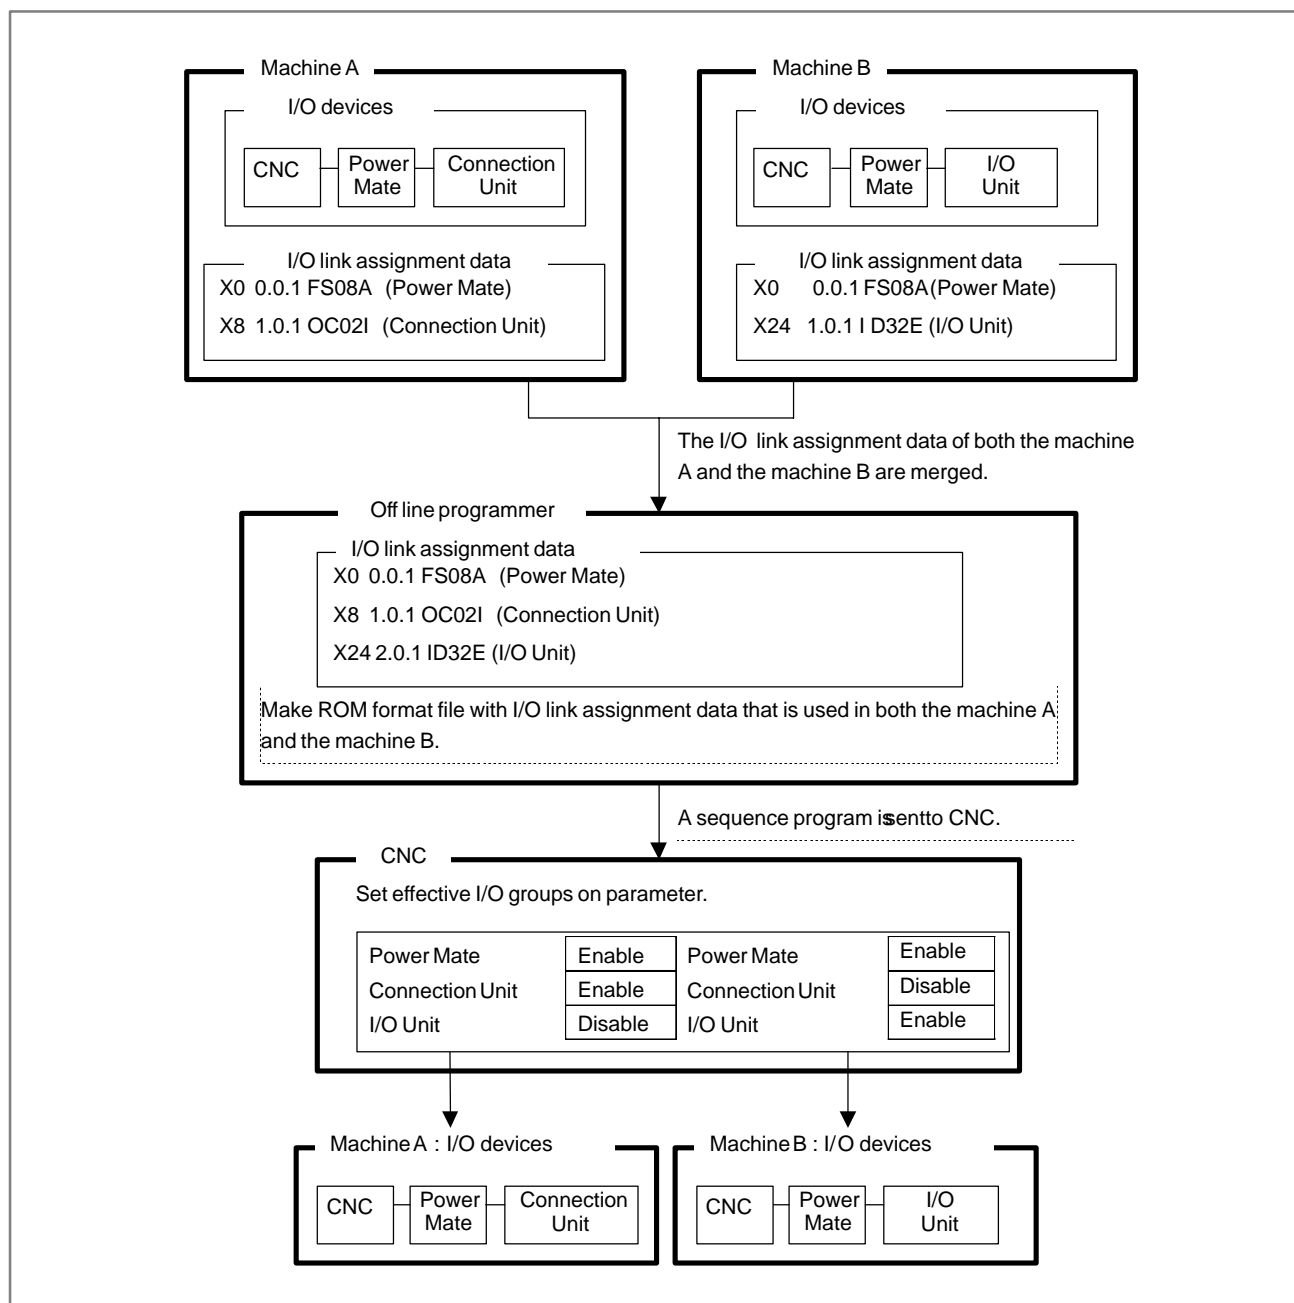 Machine A
I/O devices
CNC
Power
Mate
Connection
Unit
I/O link assignment data
X0 0.0.1 FS08A (Power Mate)
X8 1.0.1 OC02I (Connection Unit)
Machine B
I/O devices
CNC
Power
Mate
I/O
Unit
I/O link assignment data
X0 0.0.1 FS08A (Power Mate)
X24 1.0.1 I D32E (I/O Unit)
The I/O link assignment data of both the machine
A and the machine B are merged.
Off line programmer
I/O link assignment data
X0 0.0.1 FS08A (Power Mate)
X8 1.0.1 OC02I (Connection Unit)
X24 2.0.1 ID32E (I/O Unit)
Make ROM format file with I/O link assignment data that is used in both the machine A
and the machine B.
A sequence program is sent to CNC.
CNC
Set effective I/O groups on parameter.
Power Mate Enable Power Mate Enable
Connection Unit Enable Connection Unit Disable
I/O Unit Disable I/O Unit Enable
Machine A : I/O devices
CNC
Power
Mate
Connection
Unit
Machine B : I/O devices
CNC
Power
Mate
I/O
Unit